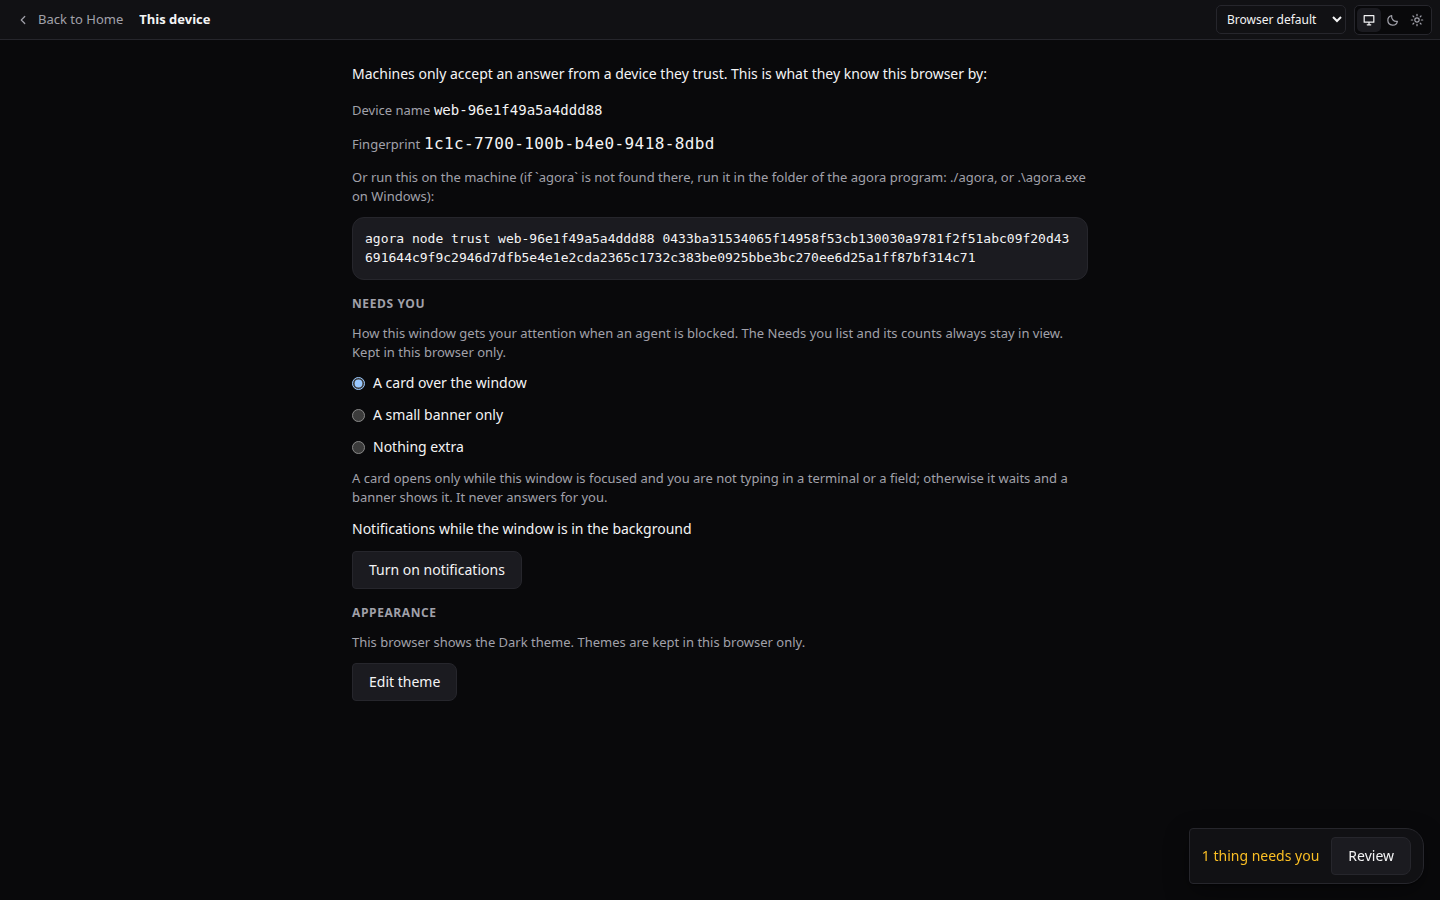 Back to Home
This device
Browser default
Machines only accept an answer from a device they trust. This is what they know this browser by:
Device name web-96e1f49a5a4ddd88
Fingerprint 1c1c-7700-100b-b4e0-9418-8dbd
Or run this on the machine (if `agora` is not found there, run it in the folder of the agora program: ./agora, or .\agora.exe
on Windows):
agora node trust web-96e1f49a5a4ddd88 0433ba31534065f14958f53cb130030a9781f2f51abc09f20d43
691644c9f9c2946d7dfb5e4e1e2cda2365c1732c383be0925bbe3bc270ee6d25a1ff87bf314c71
NEEDS YOU
How this window gets your attention when an agent is blocked. The Needs you list and its counts always stay in view.
Kept in this browser only.
A card over the window
A small banner only
Nothing extra
A card opens only while this window is focused and you are not typing in a terminal or a field; otherwise it waits and a
banner shows it. It never answers for you.
Notifications while the window is in the background
Turn on notifications
APPEARANCE
This browser shows the Dark theme. Themes are kept in this browser only.
Edit theme
1 thing needs you
Review